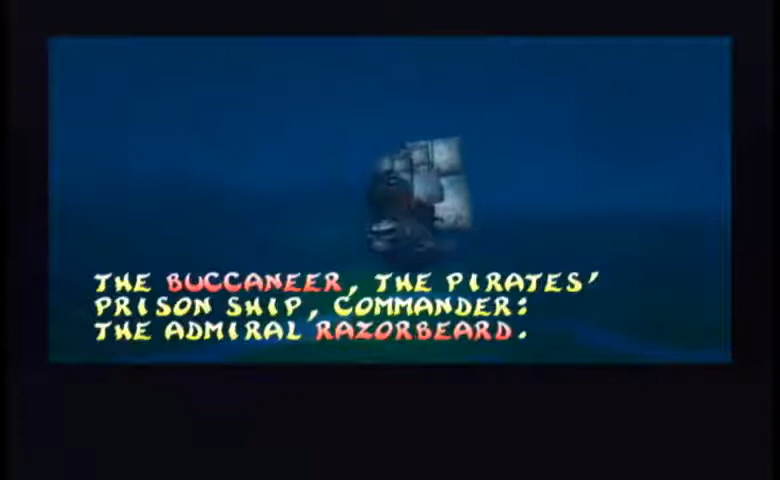 THE BUCCANEER, THE PIRATES'
PRISON SHIP, COMMANDER:
THE ADMIRAL RAZORBEARD.